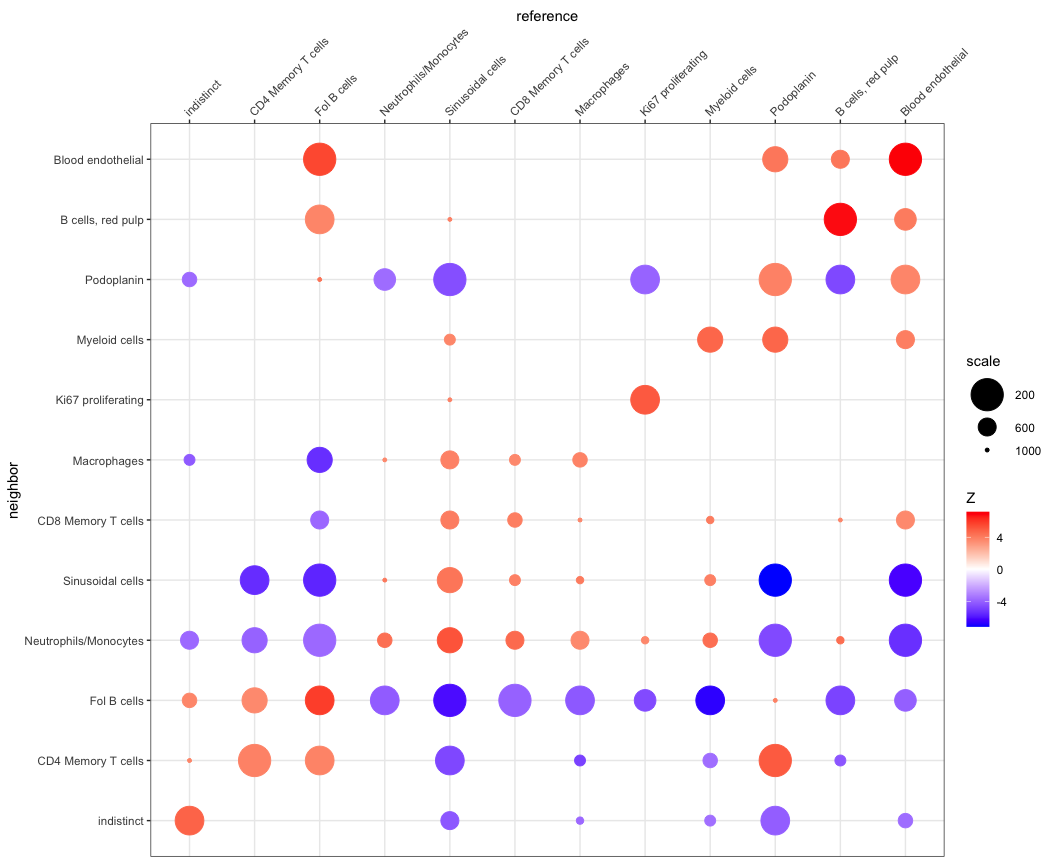 reference
indistinct
CD4 Memory T cells
Fol B cells
Neutrophils/Monocytes
Sinusoidal cells
CD8 Memory T cells
Macrophages
Ki67 proliferating
Myeloid cells
Podoplanin
B cells, red pulp
Blood endothelial
neighbor
Blood endothelial
B cells, red pulp
Podoplanin
Myeloid cells
Ki67 proliferating
Macrophages
CD8 Memory T cells
Sinusoidal cells
Neutrophils/Monocytes
Fol B cells
CD4 Memory T cells
indistinct
scale
200
600
1000
Z
4
0
-4